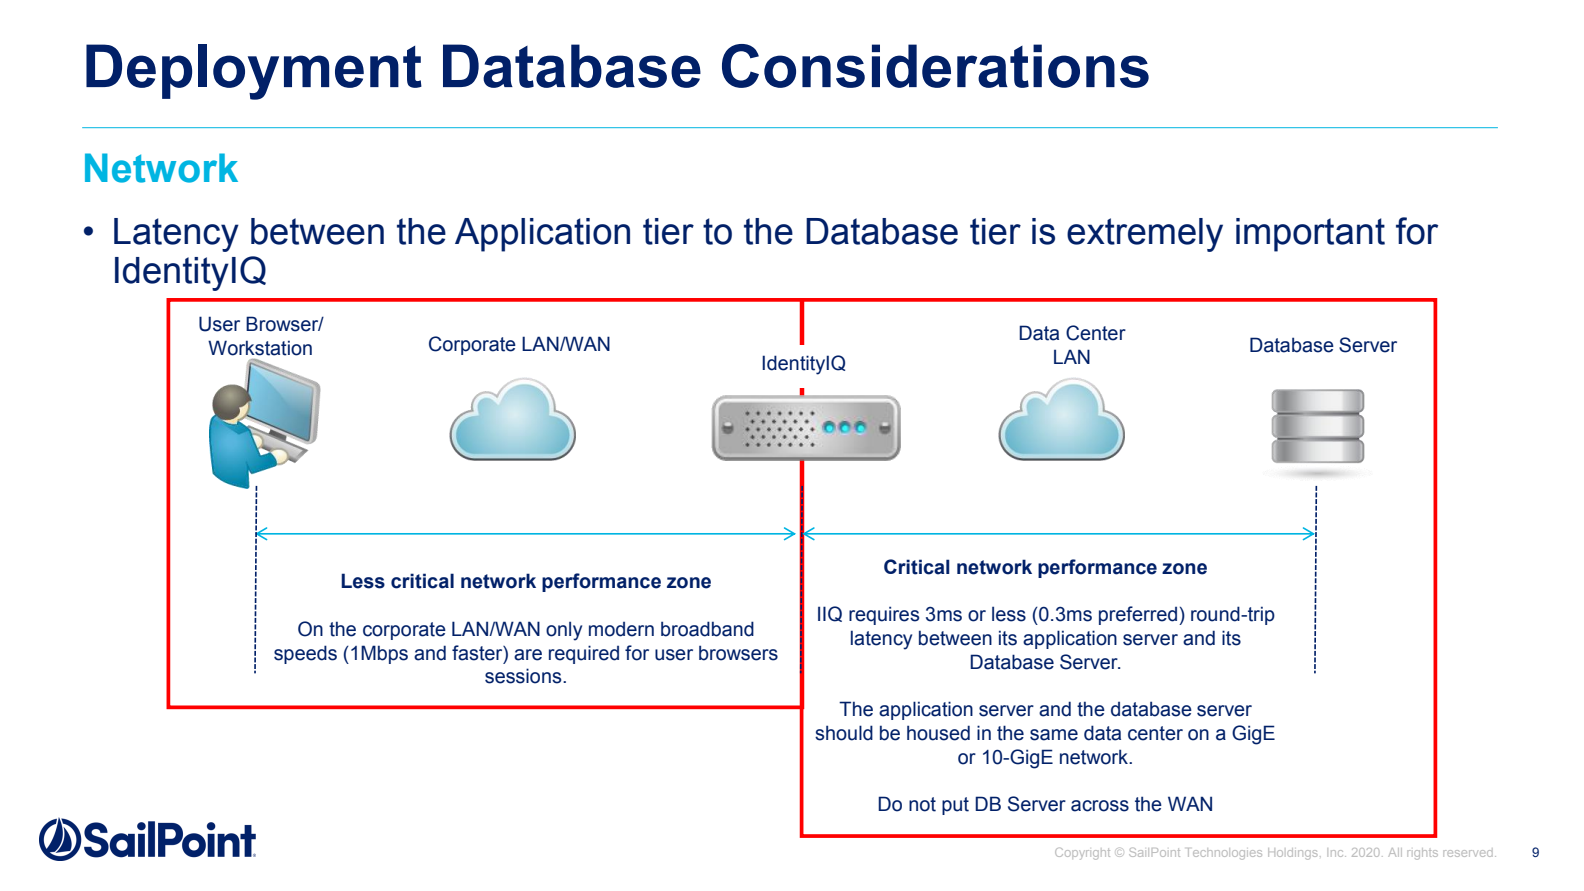 Deployment Database Considerations
Network
• Latency between the Application tier to the Database tier is extremely important for
IdentityIQ
User Browser/
Workstation
Corporate LAN/WAN
IdentityIQ
Data Center
LAN
Database Server
Less critical network performance zone
On the corporate LAN/WAN only modern broadband
speeds (1Mbps and faster) are required for user browsers
sessions.
Critical network performance zone
IIQ requires 3ms or less (0.3ms preferred) round-trip
latency between its application server and its
Database Server.
The application server and the database server
should be housed in the same data center on a GigE
or 10-GigE network.
Do not put DB Server across the WAN
SailPoint
Copyright © SailPoint Technologies Holdings, Inc. 2020. All rights reserved.
9